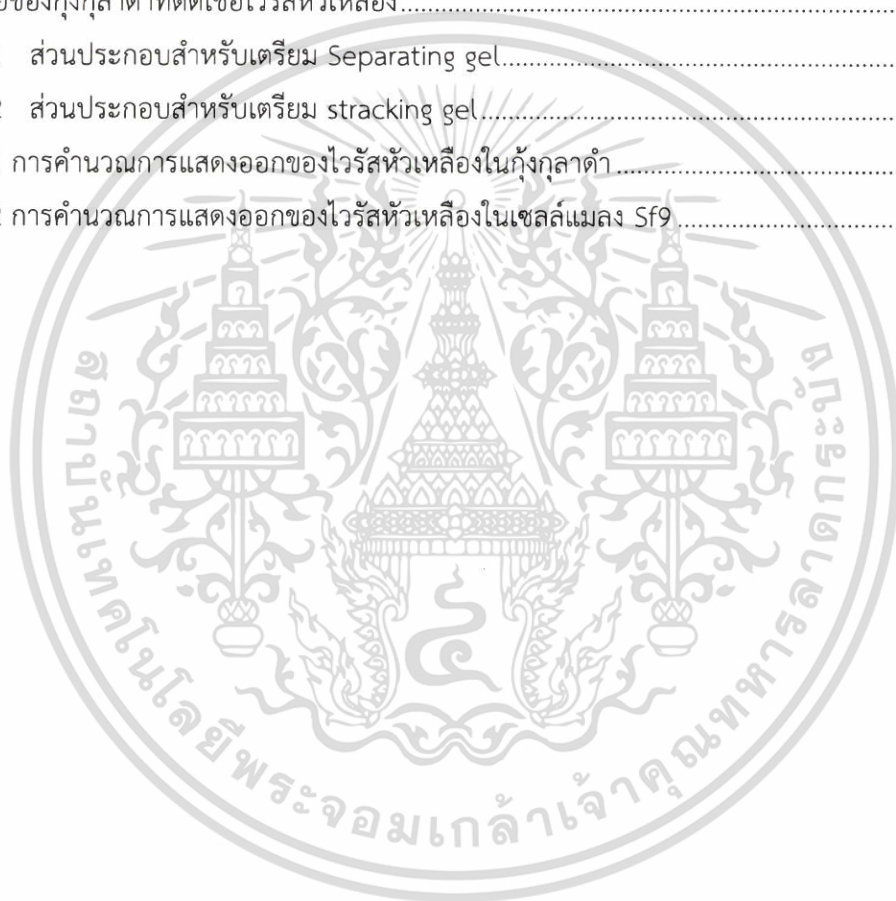 ของกุ้งกุลาดำที่ติดเชื้อไวรัสหัวเหลือง
ส่วนประกอบสำหรับเตรียม Separating gel
2 ส่วนประกอบสำหรับเตรียม stracking gel
การคำนวณการแสดงออกของไวรัสหัวเหลืองในกุ้งกุลาดำ
2 การคำนวณการแสดงออกของไวรัสหัวเหลืองในเซลล์แมลง Sf9
สถาบันเทคโนโลยีพระจอมเกล้าเจ้าคุณทหารลาดกระบัง
๔